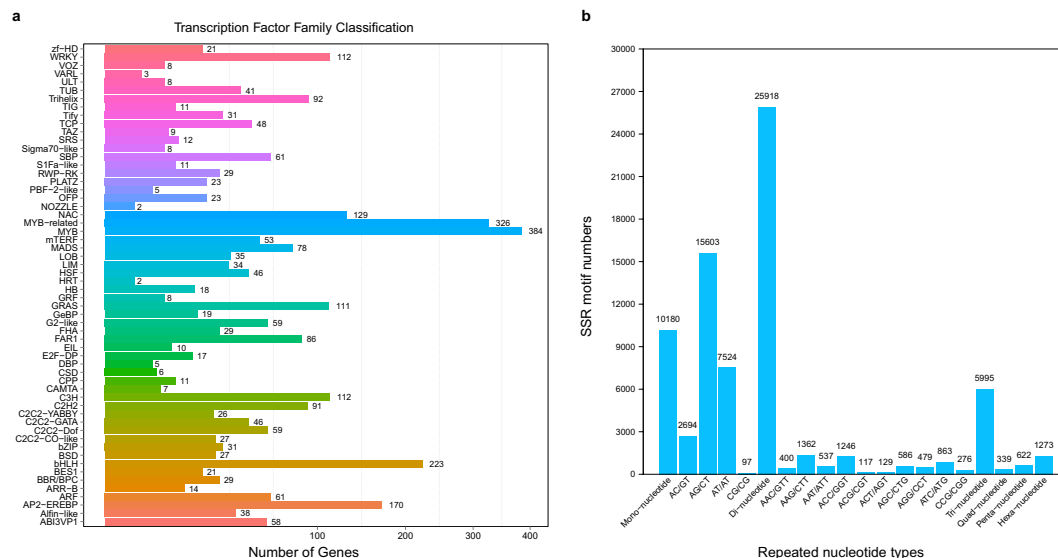 a
Transcription Factor Family Classification
zf−HD 21
WRKY 112
VOZ 8
VARL 3
ULT 8
TUB 41
Trihelix 92
TIG 11
Tify 31
TCP 48
TAZ 9
SRS 12
Sigma70−like 8
SBP 61
S1Fa−like 11
RWP−RK 29
PLATZ 23
PBF−2−like 5
OFP 23
NOZZLE 2
NAC 129
MYB−related 326
MYB 384
mTERF 53
MADS 78
LOB 35
LIM 34
HSF 46
HRT 2
HB 18
GRF 8
GRAS 111
GeBP 19
G2−like 59
FHA 29
FAR1 86
EIL 10
E2F−DP 17
DBP 5
CSD 6
CPP 11
CAMTA 7
C3H 112
C2H2 91
C2C2−YABBY 26
C2C2−GATA 46
C2C2−Dof 59
C2C2−CO−like 27
bZIP 31
BSD 27
bHLH 223
BES1 21
BBR/BPC 29
ARR−B 14
ARF 61
AP2−EREBP 170
Alfin−like 38
ABI3VP1 58
100 200 300 400
Number of Genes
b
SSR motif numbers
30000
27000
24000
21000
18000
15000
12000
9000
6000
3000
0
10180
2694
15603
7524
97
25918
400
1362
537
1246
117
129
586
479
863
276
5995
339
622
1273
Mono−nucleotide
AC/GT
AG/CT
AT/AT
CG/CG
Di−nucleotide
AAC/GTT
AAG/CTT
AAT/ATT
ACC/GGT
ACG/CGT
ACT/AGT
AGC/CTG
AGG/CCT
ATC/ATG
CCG/CGG
Tri−nucleotide
Quad−nucleotide
Penta−nucleotide
Hexa−nucleotide
Repeated nucleotide types